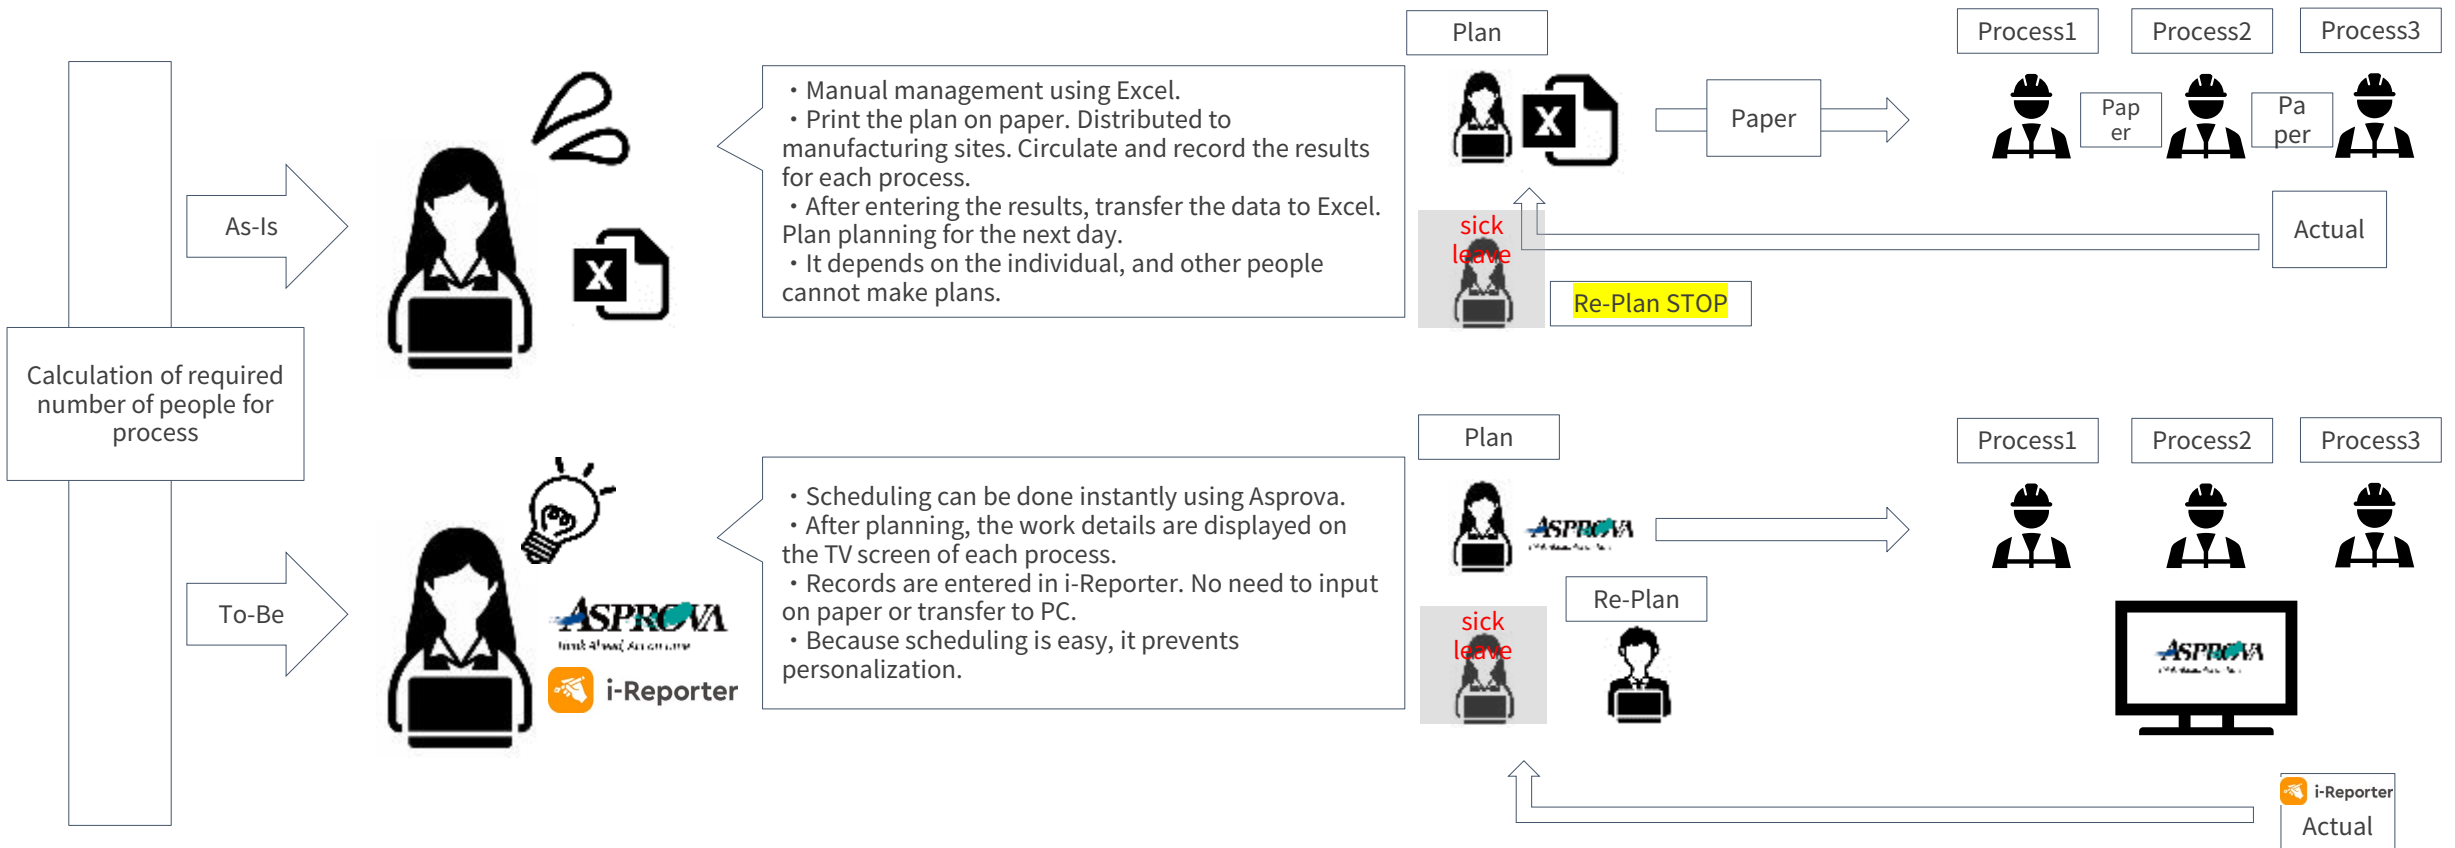 Calculation of required
number of people for
process
As-Is
・Manual management using Excel.
・Print the plan on paper. Distributed to
manufacturing sites. Circulate and record the results
for each process.
・After entering the results, transfer the data to Excel.
Plan planning for the next day.
・It depends on the individual, and other people
cannot make plans.
Plan
X
X
Paper
Process1
Process2
Process3
Pap
er
Pa
per
Actual
sick
leave
Re-Plan STOP
To-Be
ASPROVA
i-Reporter
・Scheduling can be done instantly using Asprova.
・After planning, the work details are displayed on
the TV screen of each process.
・Records are entered in i-Reporter. No need to input
on paper or transfer to PC.
・Because scheduling is easy, it prevents
personalization.
Plan
ASPROVA
Process1
Process2
Process3
sick
leave
Re-Plan
ASPROVA
i-Reporter
Actual